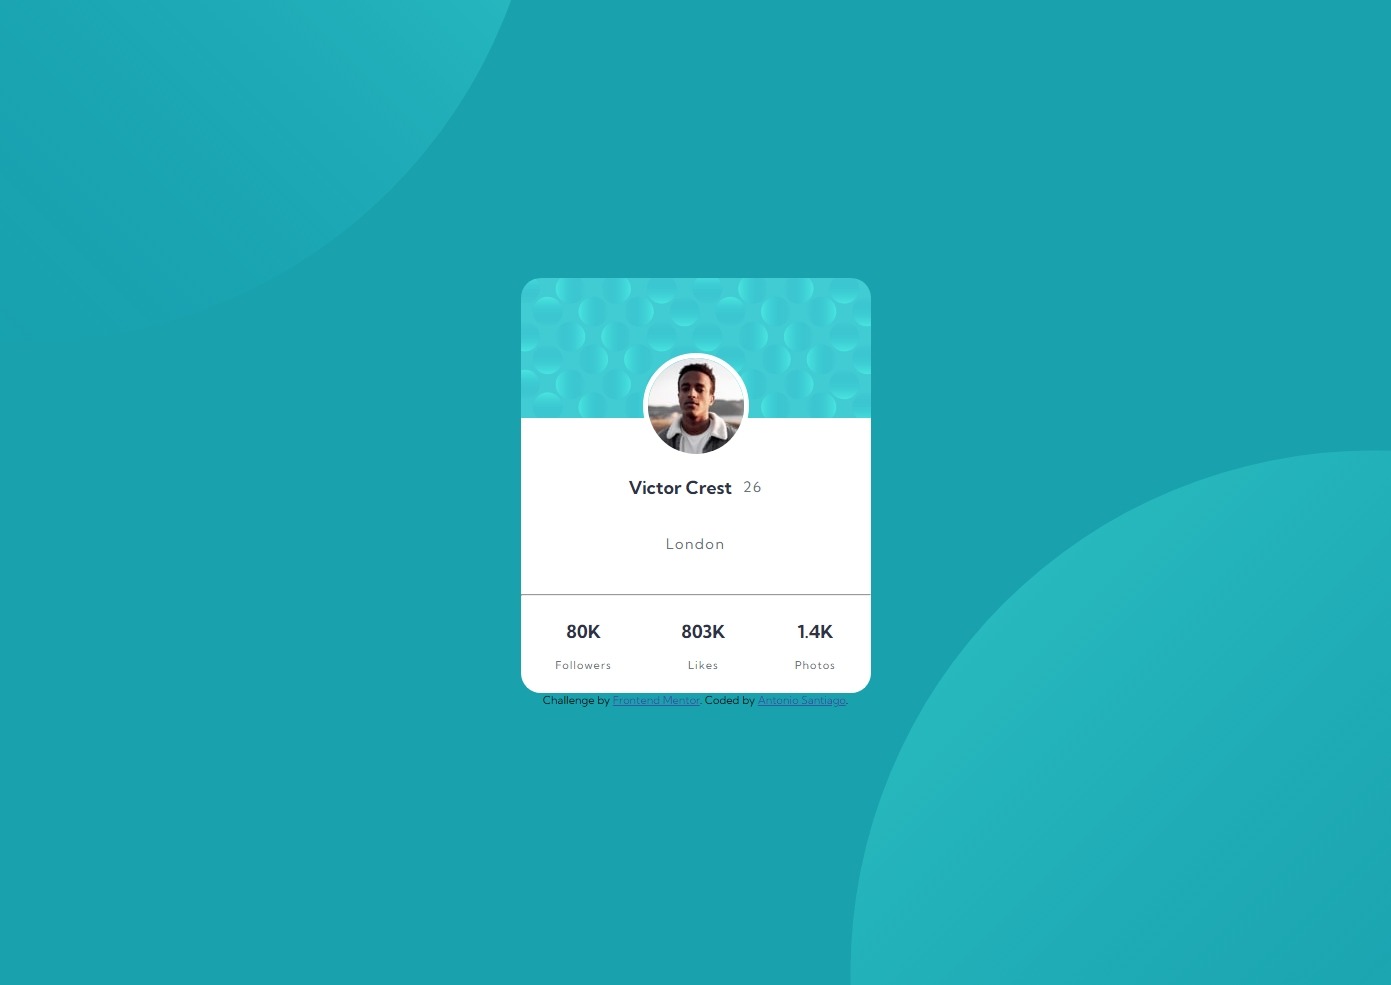 Victor Crest 26
London
80K 803K 1.4K
Followers Likes Photos
Challenge by Frontend Mentor. Coded by Antonio Santiago.